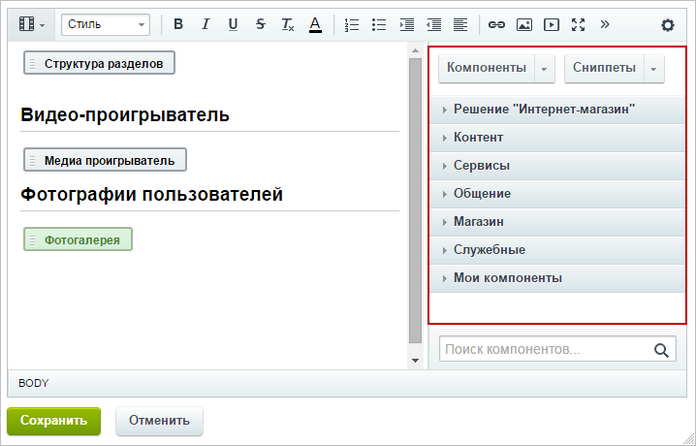 Стиль B I U S Tx A
Структура разделов
Видео-проигрыватель
Медиа проигрыватель
Фотографии пользователей
Фотогалерея
Компоненты Сниппеты
Решение "Интернет-магазин"
Контент
Сервисы
Общение
Магазин
Служебные
Мои компоненты
Поиск компонентов...
BODY
Сохранить Отменить